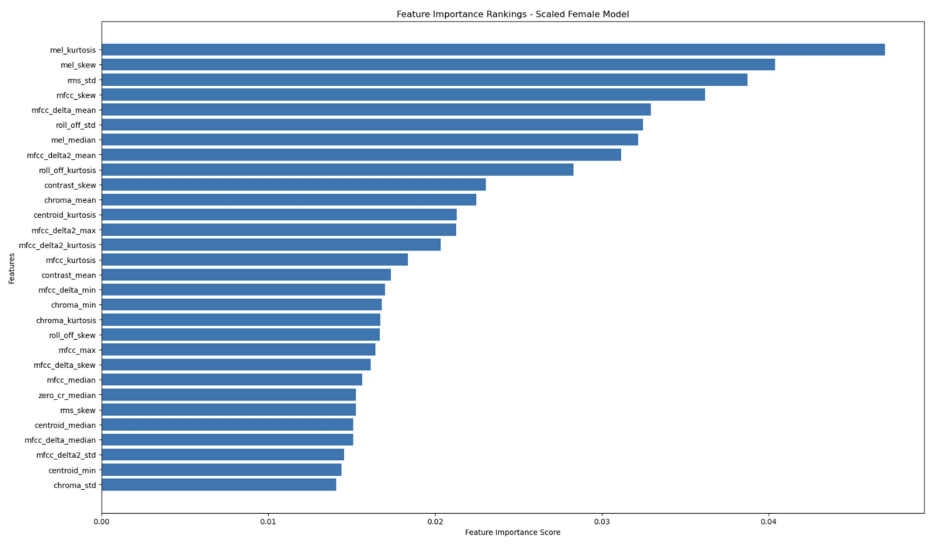 Feature Importance Rankings - Scaled Female Model
mel_kurtosis
mel_skew
rms_std
mfcc_skew
mfcc_delta_mean
roll_off_std
mel_median
mfcc_delta2_mean
roll_off_kurtosis
contrast_skew
chroma_mean
centroid_kurtosis
mfcc_delta2_max
mfcc_delta2_kurtosis
mfcc_kurtosis
contrast_mean
mfcc_delta_min
chroma_min
chroma_kurtosis
roll_off_skew
mfcc_max
mfcc_delta_skew
mfcc_median
zero_cr_median
rms_skew
centroid_median
mfcc_delta_median
mfcc_delta2_std
centroid_min
chroma_std
Features
0.00 0.01 0.02 0.03 0.04
Feature Importance Score